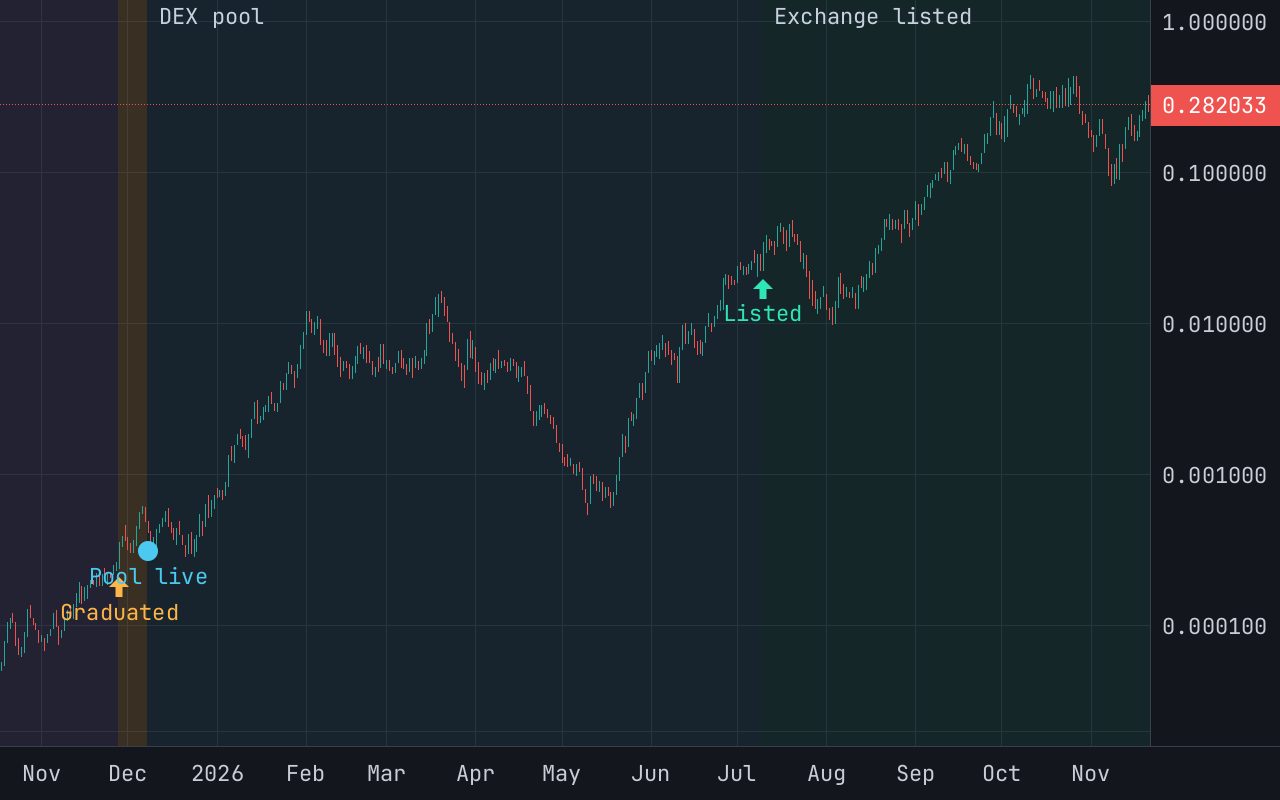 DEX pool
Exchange listed
1.000000
0.282033
0.100000
Listed
0.010000
0.001000
Pool live
Graduated
0.000100
Nov Dec 2026 Feb Mar Apr May Jun Jul Aug Sep Oct Nov